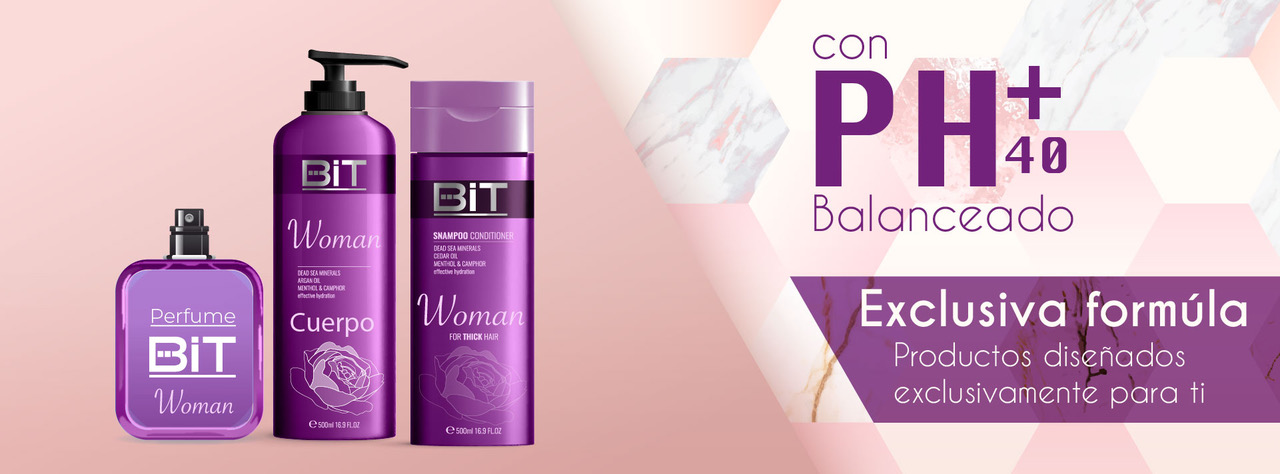 Perfume
BiT
Woman
BiT
Woman
DEAD SEA MINERALS
ARGAN OIL
MENTHOL & CAMPHOR
effective hydration
Cuerpo
℮ 500ml 16.9 FL.OZ
BiT
SNAMPOO CONDITIONER
DEAD SEA MINERALS
CEDAR OIL
MENTHOL & CAMPHOR
effective hydration
Woman
FOR THICK HAIR
℮ 500ml 16.9 FL.OZ
con
PH+
40
Balanceado
Exclusiva formúla
Productos diseñados
exclusivamente para ti